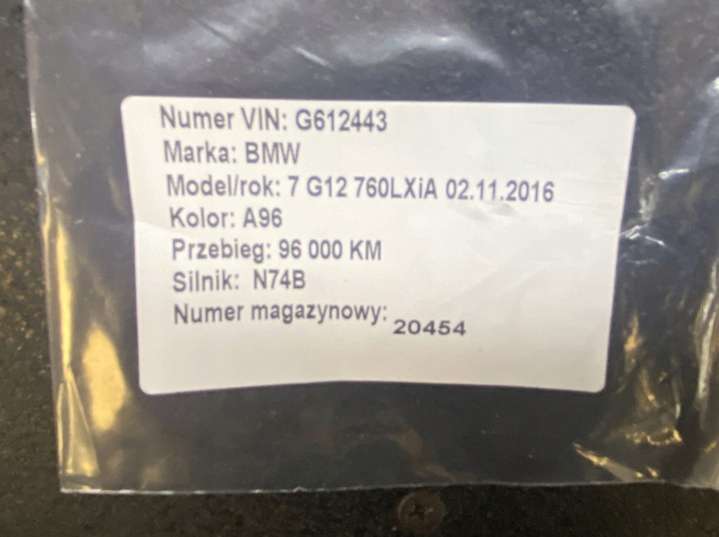 Numer VIN: G612443
Marka: BMW
Model/rok: 7 G12 760LXiA 02.11.2016
Kolor: A96
Przebieg: 96 000 KM
Silnik: N74B
Numer magazynowy: 20454